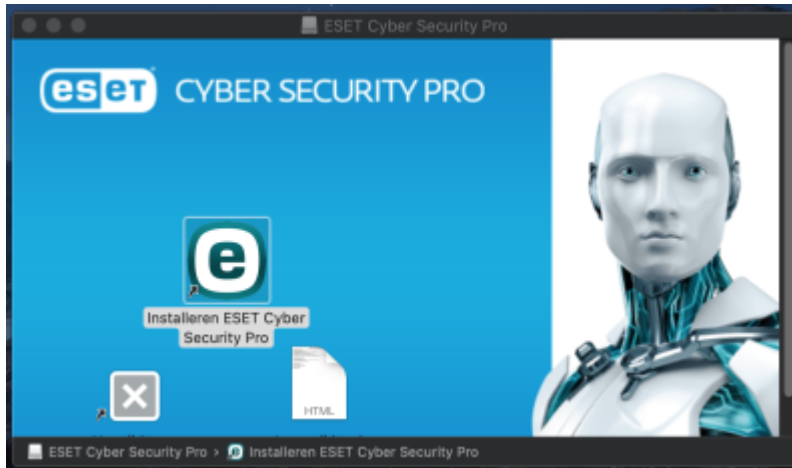 ESET Cyber Security Pro
eset CYBER SECURITY PRO
e
Installeren ESET Cyber
Security Pro
HTML
ESET Cyber Security Pro › Installeren ESET Cyber Security Pro